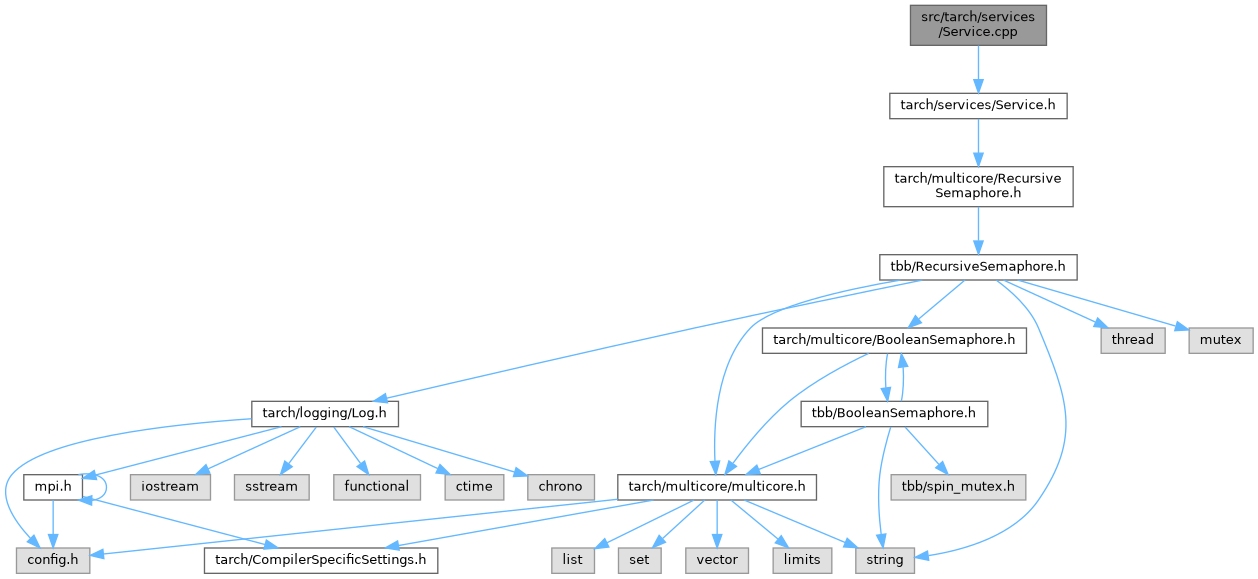 src/tarch/services
/Service.cpp
tarch/services/Service.h
tarch/multicore/Recursive
Semaphore.h
tbb/RecursiveSemaphore.h
tarch/multicore/BooleanSemaphore.h
thread
mutex
tarch/logging/Log.h
tbb/BooleanSemaphore.h
mpi.h
iostream
sstream
functional
ctime
chrono
tarch/multicore/multicore.h
tbb/spin_mutex.h
config.h
tarch/CompilerSpecificSettings.h
list
set
vector
limits
string